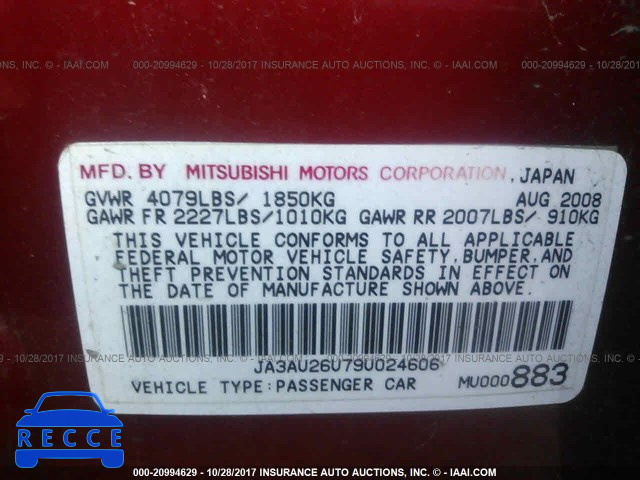 000-20994629 - 10/28/2017 INSURANCE AUTO AUCTIONS, INC. © - IAAI.COM
MFD. BY MITSUBISHI MOTORS CORPORATION, JAPAN
GVWR 4079LBS/ 1850KG AUG 2008
GAWR FR 2227LBS/1010KG GAWR RR 2007LBS/ 910KG
THIS VEHICLE CONFORMS TO ALL APPLICABLE
FEDERAL MOTOR VEHICLE SAFETY, BUMPER, AND
THEFT PREVENTION STANDARDS IN EFFECT ON
THE DATE OF MANUFACTURE SHOWN ABOVE.
000-20994629 - 10/28/2017 INSURANCE AUTO AUCTIONS, INC. © - IAAI.COM
JA3AU26U79U024606
VEHICLE TYPE:PASSENGER CAR MU000883
RECCE
000-20994629 - 10/28/2017 INSURANCE AUTO AUCTIONS, INC. © - IAAI.COM